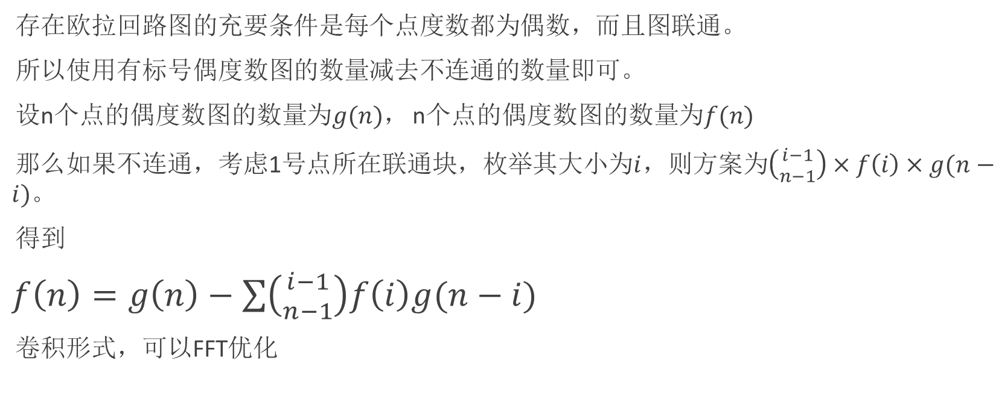 存在欧拉回路图的充要条件是每个点度数都为偶数，而且图联通。
所以使用有标号偶度数图的数量减去不连通的数量即可。
设n个点的偶度数图的数量为g(n)，n个点的偶度数图的数量为f(n)
那么如果不连通，考虑1号点所在联通块，枚举其大小为i，则方案为(i−1 n−1) × f(i) × g(n −
i)。
得到
f(n) = g(n) − ∑(i−1 n−1)f(i)g(n − i)
卷积形式，可以FFT优化